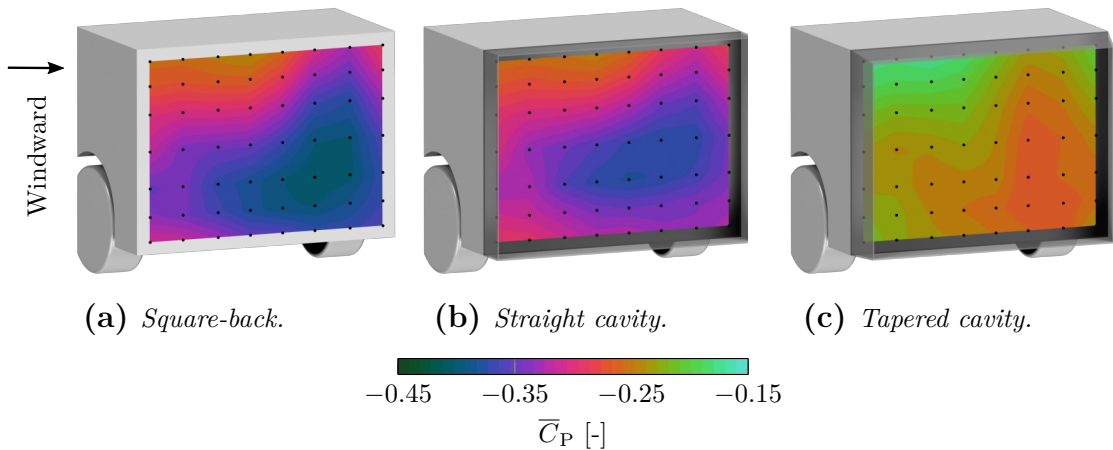 Windward
(a) Square-back.
(b) Straight cavity.
(c) Tapered cavity.
−0.45 −0.35 −0.25 −0.15
C̅P [-]